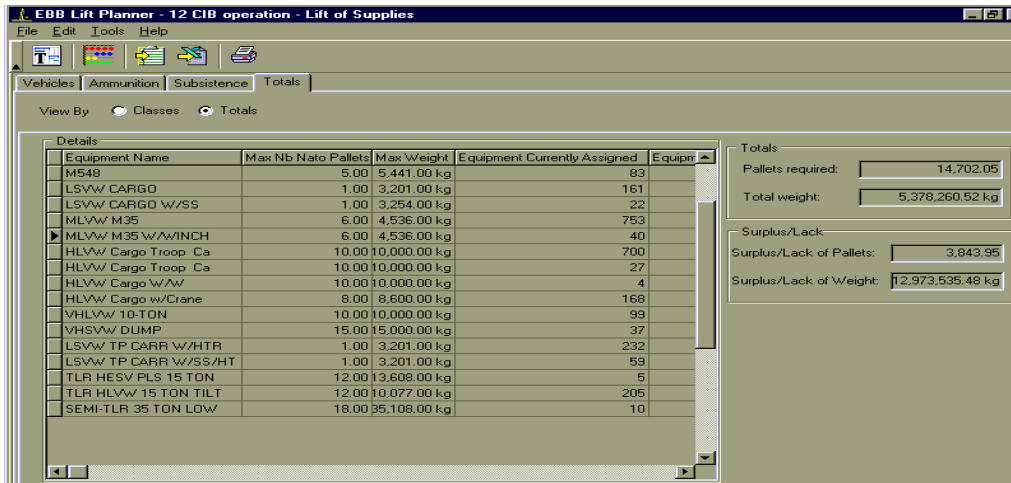 EBB Lift Planner - 12 CIB operation - Lift of Supplies
File Edit Tools Help
Vehicles Ammunition Subsistence Totals
View By Classes Totals
Details
Equipment Name Max Nb Nato Pallets Max Weight Equipment Currently Assigned Equipm
M548 5.00 5,441.00 kg 83
LSVW CARGO 1.00 3,201.00 kg 161
LSVW CARGO W/SS 1.00 3,254.00 kg 22
MLVW M35 6.00 4,536.00 kg 753
MLVW M35 W/WINCH 6.00 4,536.00 kg 40
HLVW Cargo Troop Ca 10.00 10,000.00 kg 700
HLVW Cargo Troop Ca 10.00 10,000.00 kg 27
HLVW Cargo W/W 10.00 10,000.00 kg 4
HLVW Cargo w/Crane 8.00 8,600.00 kg 168
VHLVW 10-TON 10.00 10,000.00 kg 99
VHSVW DUMP 15.00 15,000.00 kg 37
LSVW TP CARR W/HTR 1.00 3,201.00 kg 232
LSVW TP CARR W/SS/HT 1.00 3,201.00 kg 59
TLR HESV PLS 15 TON 12.00 13,608.00 kg 5
TLR HLVW 15 TON TILT 12.00 10,077.00 kg 205
SEMI-TLR 35 TON LOW 18.00 35,108.00 kg 10
Totals
Pallets required: 14,702.05
Total weight: 5,378,260.52 kg
Surplus/Lack
Surplus/Lack of Pallets: 3,843.95
Surplus/Lack of Weight: 12,973,535.48 kg